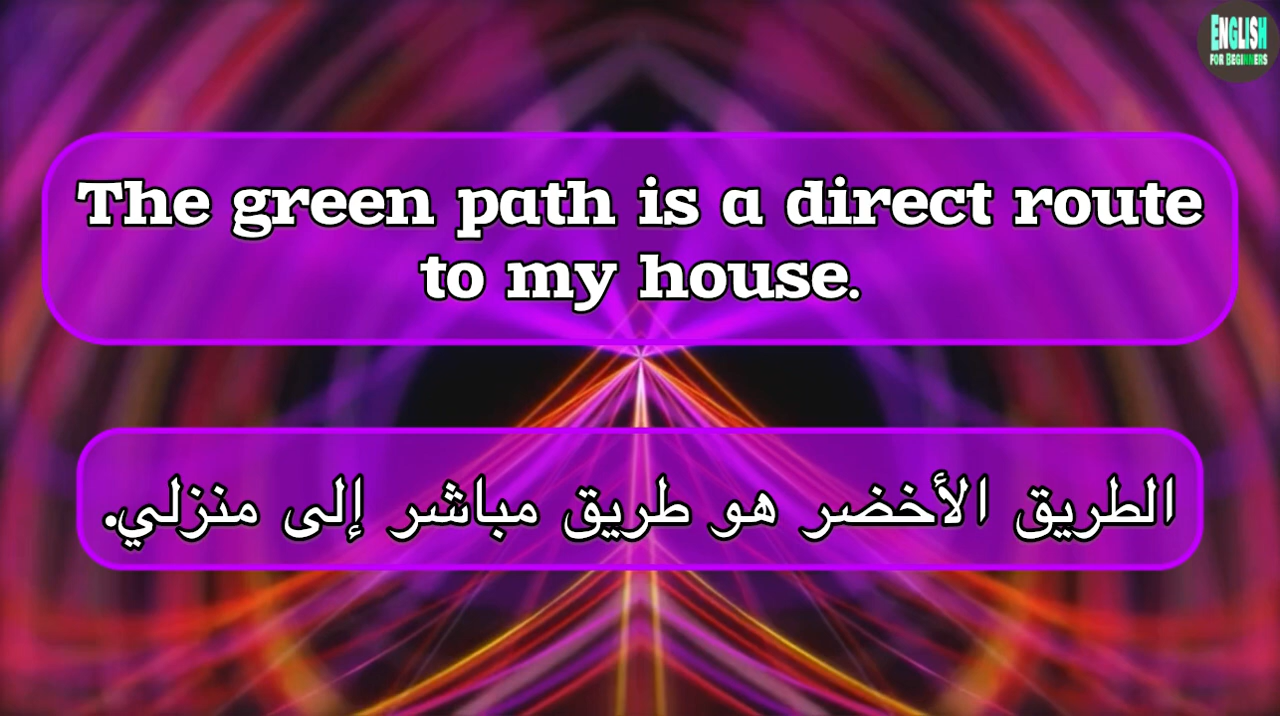 ENGLISH
FOR BEGINNERS
The green path is a direct route
to my house.
الطريق الأخضر هو طريق مباشر إلى منزلي.